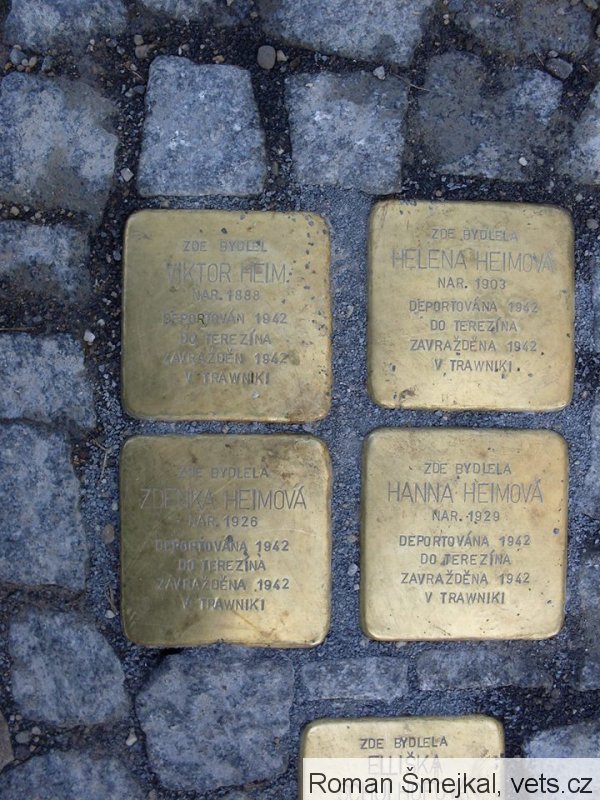 ZDE BYDLEL
VIKTOR HEIM
NAR. 1888
DEPORTOVÁN 1942
DO TEREZÍNA
ZAVRAŽDĚN 1942
V TRAWNIKI
ZDE BYDLELA
HELENA HEIMOVÁ
NAR. 1903
DEPORTOVÁNA 1942
DO TEREZÍNA
ZAVRAŽDĚNA 1942
V TRAWNIKI
ZDE BYDLELA
ZDENKA HEIMOVÁ
NAR. 1926
DEPORTOVÁNA 1942
DO TEREZÍNA
ZAVRAŽDĚNA 1942
V TRAWNIKI
ZDE BYDLELA
HANNA HEIMOVÁ
NAR. 1929
DEPORTOVÁNA 1942
DO TEREZÍNA
ZAVRAŽDĚNA 1942
V TRAWNIKI
ZDE BYDLELA
ELIŠKA
Roman Šmejkal, vets.cz